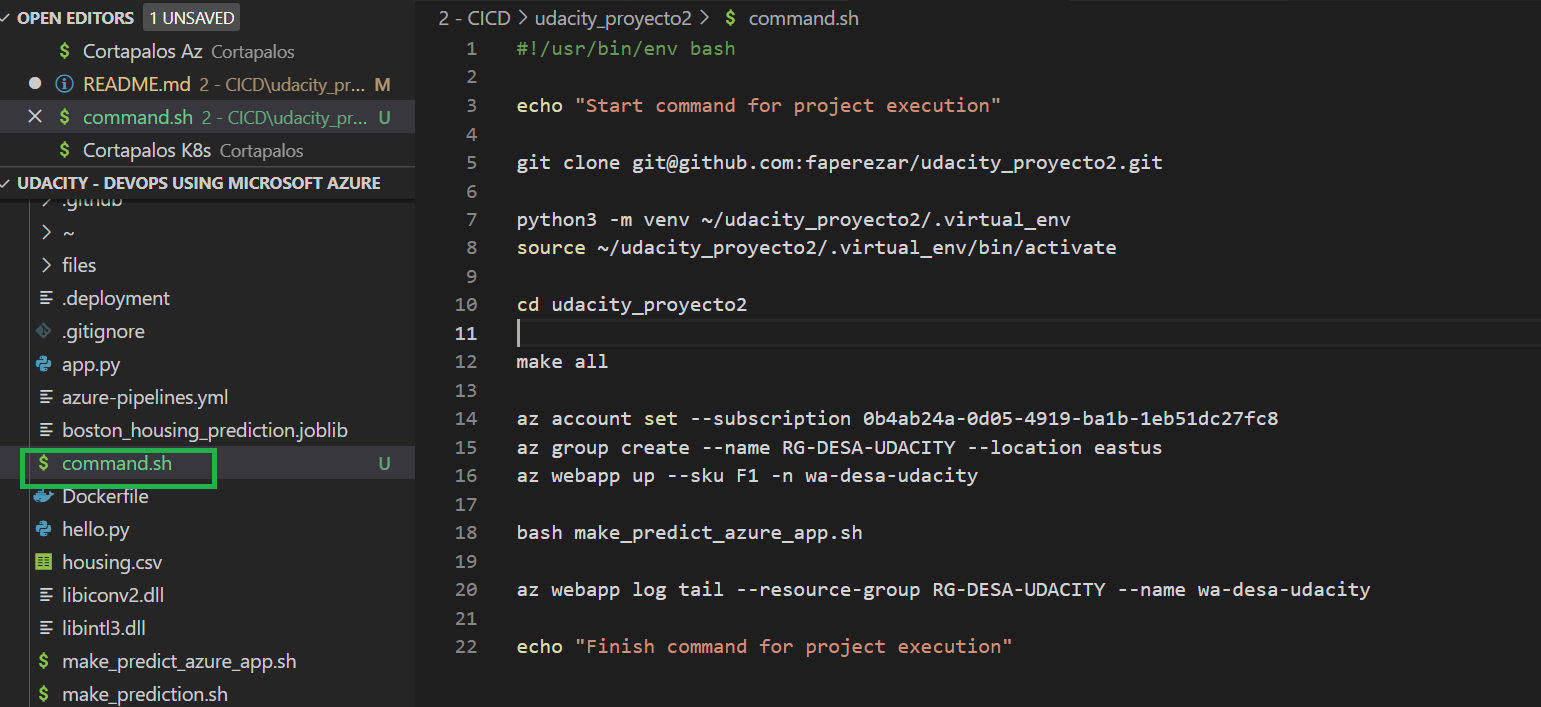 OPEN EDITORS 1 UNSAVED
$ Cortapalos Az Cortapalos
README.md 2 - CICD\udacity_pr... M
$ command.sh 2 - CICD\udacity_pr... U
$ Cortapalos K8s Cortapalos
UDACITY - DEVOPS USING MICROSOFT AZURE
.github
~
files
.deployment
.gitignore
app.py
azure-pipelines.yml
boston_housing_prediction.joblib
$ command.sh U
Dockerfile
hello.py
housing.csv
libiconv2.dll
libintl3.dll
$ make_predict_azure_app.sh
$ make_prediction.sh
2 - CICD > udacity_proyecto2 > $ command.sh
1 #!/usr/bin/env bash
2
3 echo "Start command for project execution"
4
5 git clone git@github.com:faperezar/udacity_proyecto2.git
6
7 python3 -m venv ~/udacity_proyecto2/.virtual_env
8 source ~/udacity_proyecto2/.virtual_env/bin/activate
9
10 cd udacity_proyecto2
11
12 make all
13
14 az account set --subscription 0b4ab24a-0d05-4919-ba1b-1eb51dc27fc8
15 az group create --name RG-DESA-UDACITY --location eastus
16 az webapp up --sku F1 -n wa-desa-udacity
17
18 bash make_predict_azure_app.sh
19
20 az webapp log tail --resource-group RG-DESA-UDACITY --name wa-desa-udacity
21
22 echo "Finish command for project execution"